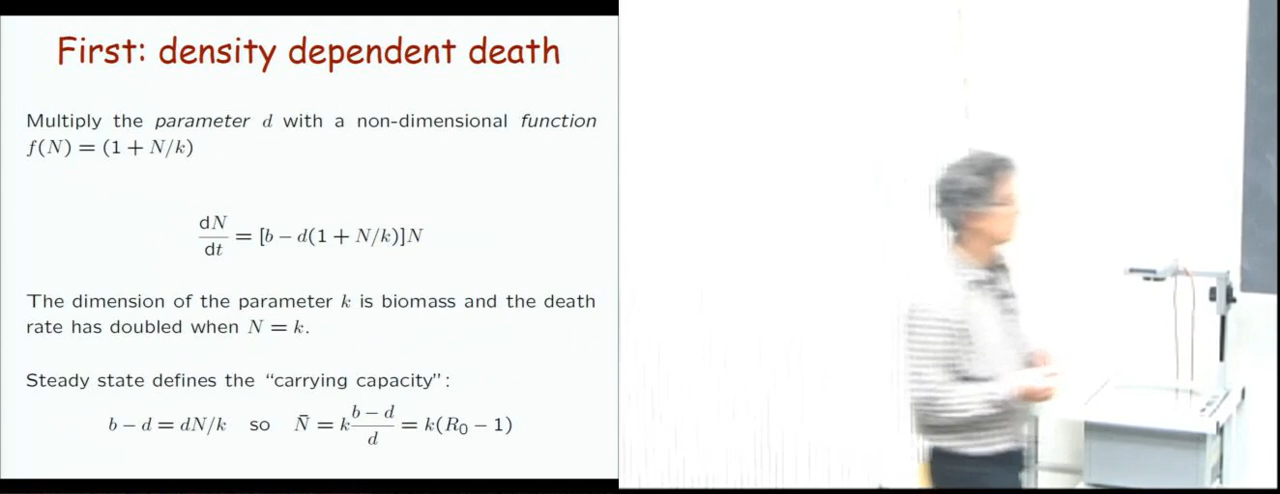 First: density dependent death
Multiply the parameter d with a non-dimensional function
f(N) = (1 + N/k)
dN/dt = [b − d(1 + N/k)]N
The dimension of the parameter k is biomass and the death
rate has doubled when N = k.
Steady state defines the “carrying capacity”:
b − d = dN/k so N̄ = k (b − d)/d = k(R₀ − 1)